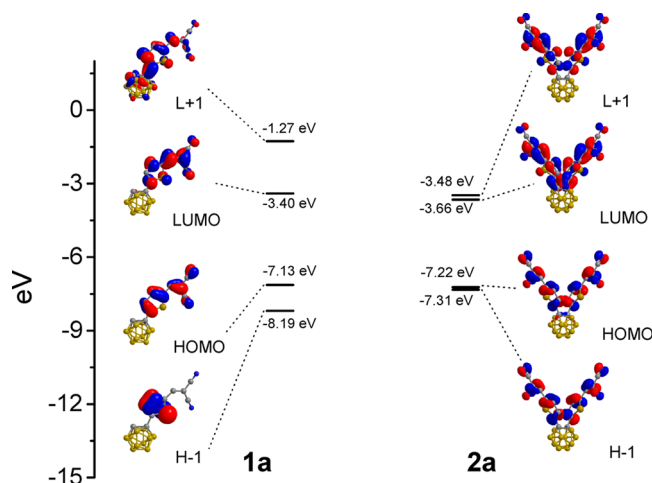 eV
0
-3
-6
-9
-12
-15
L+1
-1.27 eV
LUMO
-3.40 eV
HOMO
-7.13 eV
H-1
-8.19 eV
1a
L+1
-3.48 eV
-3.66 eV
LUMO
-7.22 eV
-7.31 eV
HOMO
H-1
2a